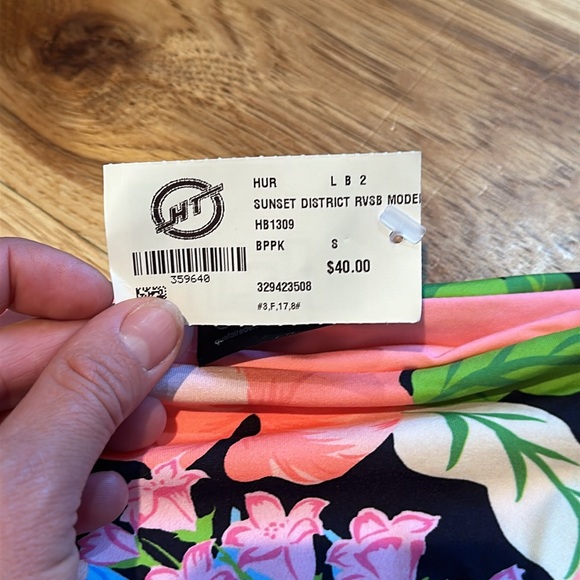 HT
HUR L B 2
SUNSET DISTRICT RVSB MODE
HB1309
BPPK S
$40.00
359640
329423508
#3,F,17,8#